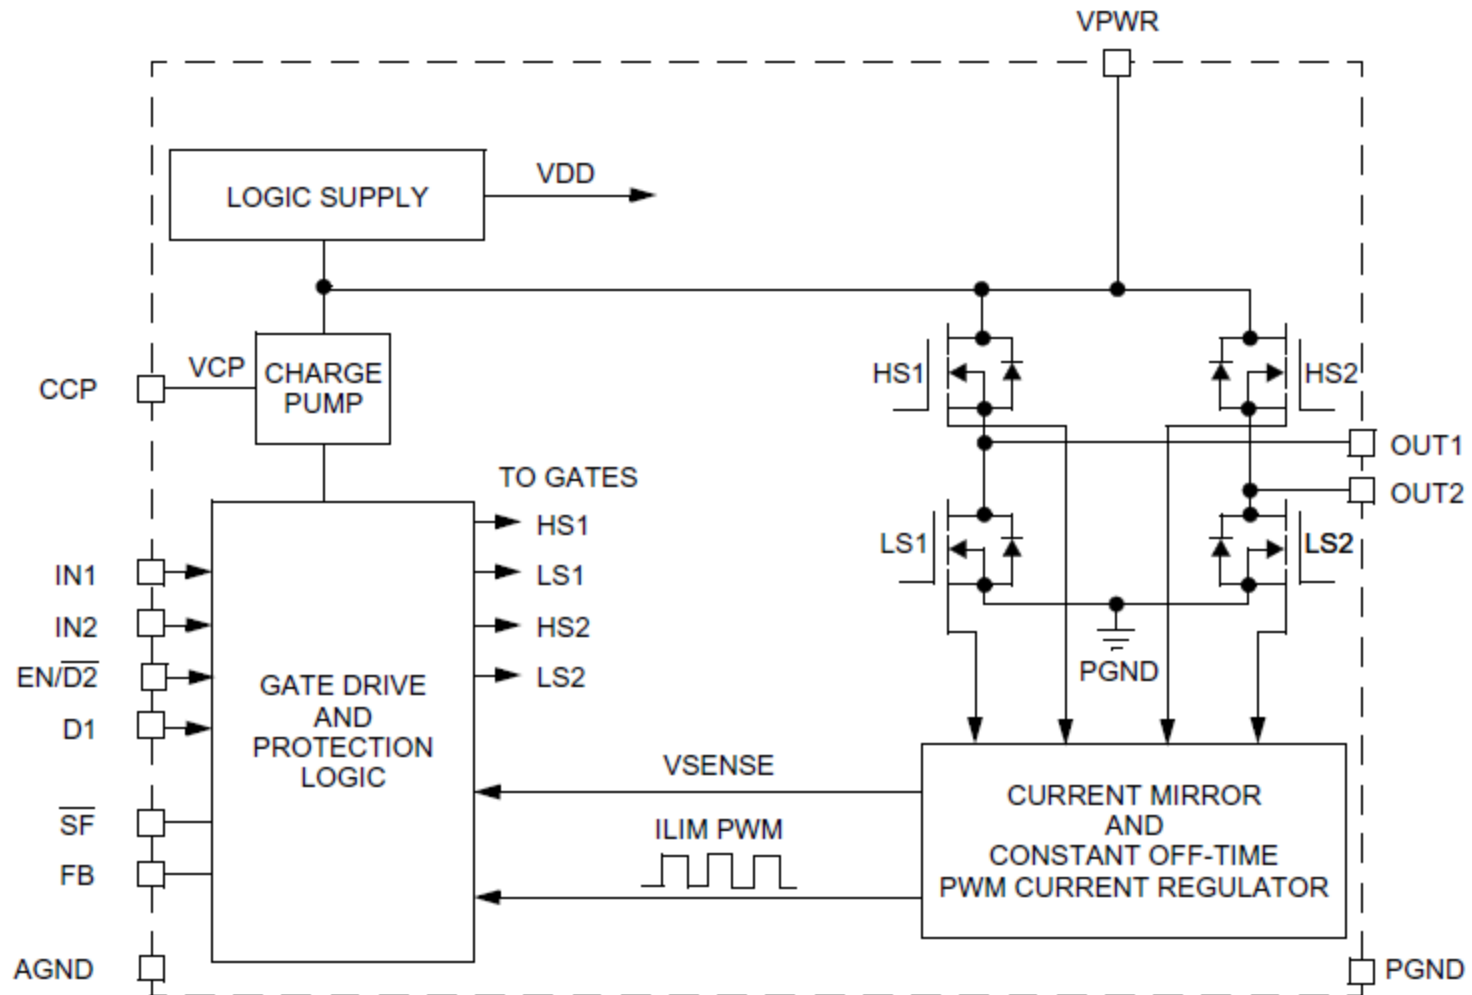 VPWR
LOGIC SUPPLY
VDD
CCP
VCP
CHARGE
PUMP
HS1
HS2
OUT1
OUT2
TO GATES
HS1
LS1
HS2
LS2
LS1
LS2
PGND
IN1
IN2
EN/D̅2̅
D1
S̅F̅
FB
AGND
GATE DRIVE
AND
PROTECTION
LOGIC
VSENSE
ILIM PWM
CURRENT MIRROR
AND
CONSTANT OFF-TIME
PWM CURRENT REGULATOR
PGND